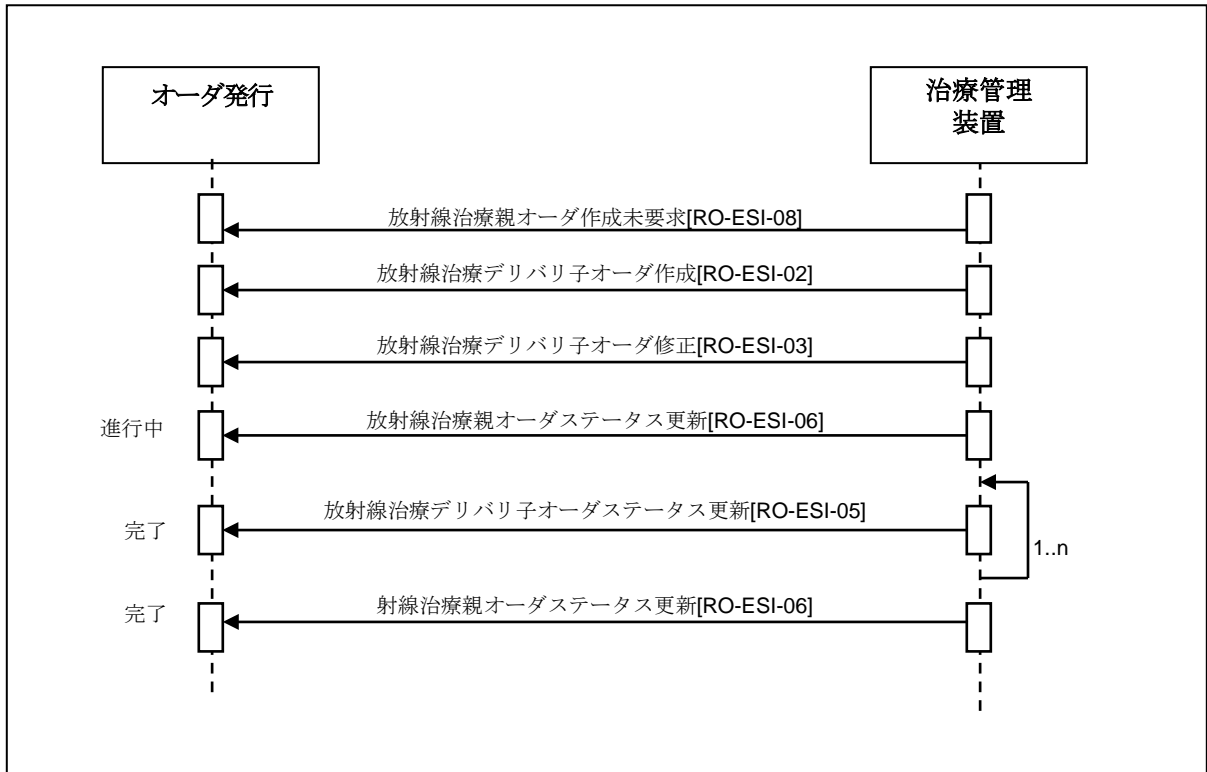 オーダ発行
治療管理
装置
放射線治療親オーダ作成未要求[RO-ESI-08]
放射線治療デリバリ子オーダ作成[RO-ESI-02]
放射線治療デリバリ子オーダ修正[RO-ESI-03]
進行中
放射線治療親オーダステータス更新[RO-ESI-06]
完了
放射線治療デリバリ子オーダステータス更新[RO-ESI-05]
1..n
完了
射線治療親オーダステータス更新[RO-ESI-06]